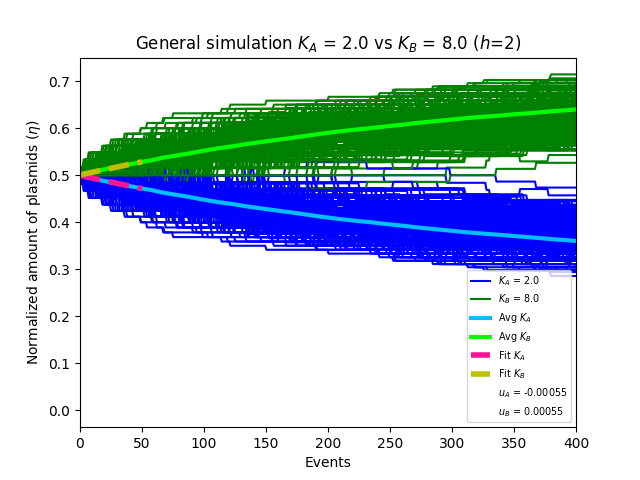 General simulation K_A = 2.0 vs K_B = 8.0 (h=2)
Normalized amount of plasmids (η)
0.7
0.6
0.5
0.4
0.3
0.2
0.1
0.0
K_A = 2.0
K_B = 8.0
Avg K_A
Avg K_B
Fit K_A
Fit K_B
u_A = -0.00055
u_B = 0.00055
0 50 100 150 200 250 300 350 400
Events